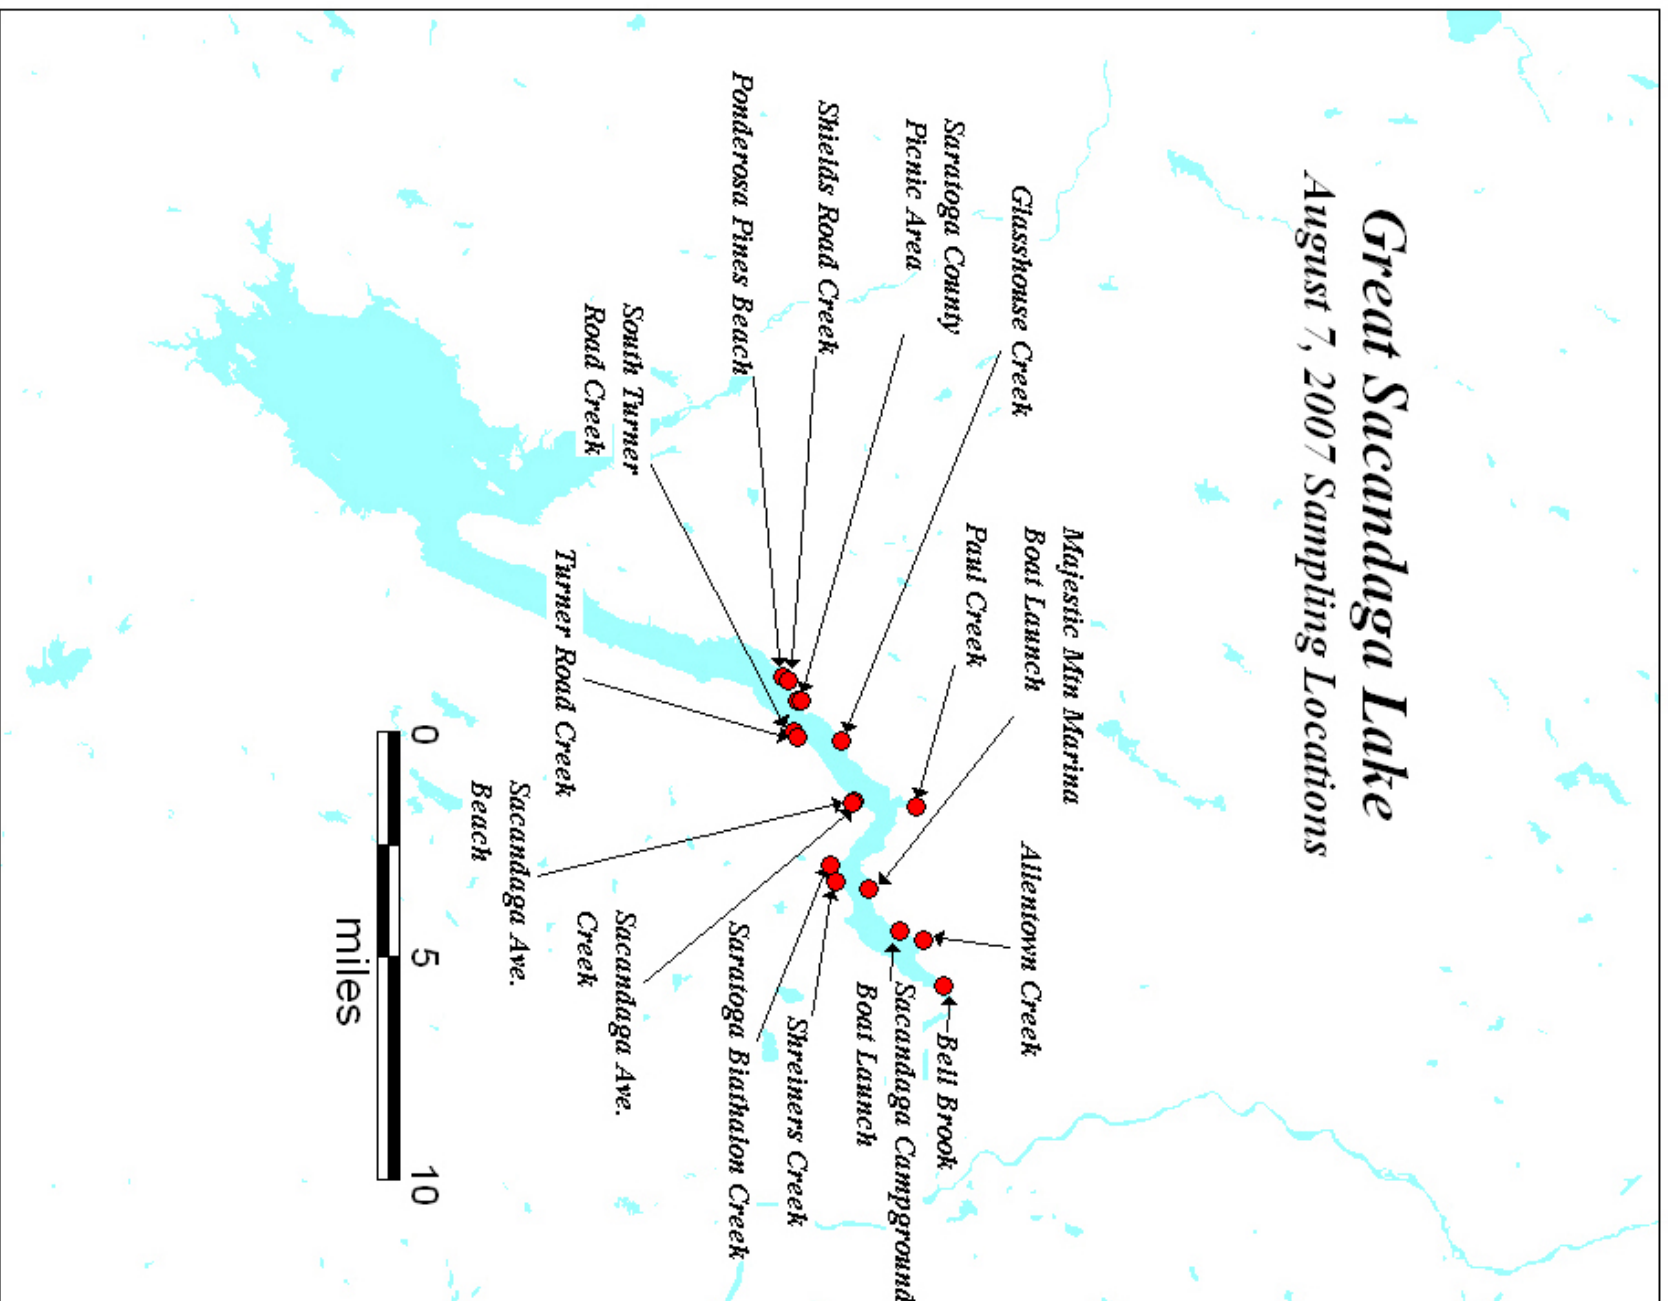 Great Sacandaga Lake
August 7, 2007 Sampling Locations
Majestic Mtn Marina
Boat Launch
Allentown Creek
Glasshouse Creek
Paul Creek
Saratoga County
Picnic Area
Bell Brook
Sacandaga Campground
Boat Launch
Shields Road Creek
Shreiners Creek
Ponderosa Pines Beach
Saratoga Biathalon Creek
South Turner
Road Creek
Sacandaga Ave.
Creek
Turner Road Creek
Sacandaga Ave.
Beach
0 5 10
miles